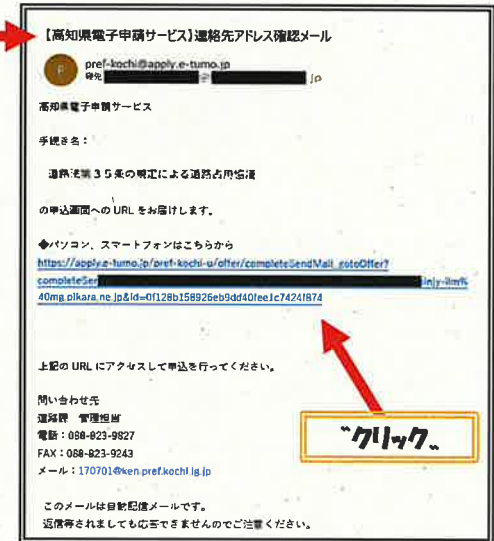 【高知県電子申請サービス】連絡先アドレス確認メール
pref-kochi@apply.e-tumo.jp
宛先 @ jp
高知県電子申請サービス
手続き名：
道路法第３５条の規定による道路占用協議
の申込画面への URL をお届けします。
◆パソコン、スマートフォンはこちらから
https://apply.e-tumo.jp/pref-kochi-u/offer/completeSendMail_gotoOffer?
completeSer
40mg.pikara.ne.jp&id=0f128b158926eb9dd40fee1c7424f874
上記の URL にアクセスして申込を行ってください。
問い合わせ先
道路課 管理担当
電話：088-823-9827
FAX：088-823-9243
メール：170701@ken.pref.kochi.lg.jp
〝クリック〟
このメールは自動配信メールです。
返信等されましても応答できませんのでご注意ください。